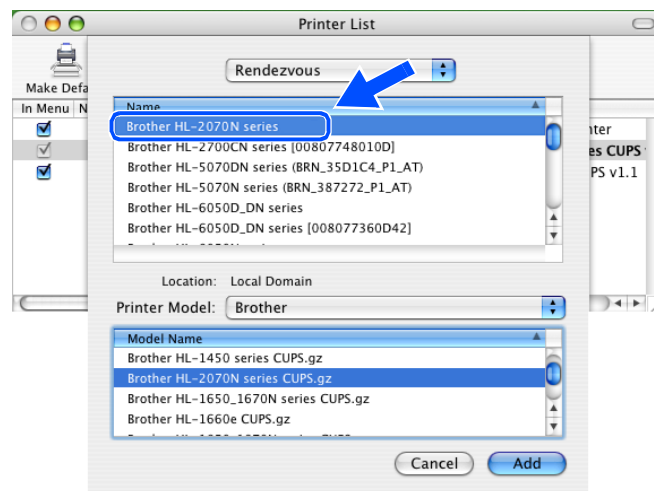 Printer List
Rendezvous
Make Defa
In Menu N
Name
Brother HL-2070N series
nter
Brother HL-2700CN series [00807748010D]
es CUPS
Brother HL-5070DN series (BRN_35D1C4_P1_AT)
PS v1.1
Brother HL-5070N series (BRN_387272_P1_AT)
Brother HL-6050D_DN series
Brother HL-6050D_DN series [008077360D42]
Location: Local Domain
Printer Model: Brother
Model Name
Brother HL-1450 series CUPS.gz
Brother HL-2070N series CUPS.gz
Brother HL-1650_1670N series CUPS.gz
Brother HL-1660e CUPS.gz
Cancel Add